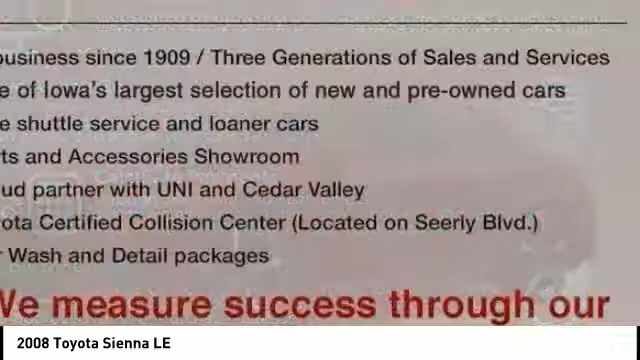 business since 1909 / Three Generations of Sales and Services
e of Iowa's largest selection of new and pre-owned cars
e shuttle service and loaner cars
ts and Accessories Showroom
ud partner with UNI and Cedar Valley
ota Certified Collision Center (Located on Seerly Blvd.)
r Wash and Detail packages
We measure success through our
2008 Toyota Sienna LE